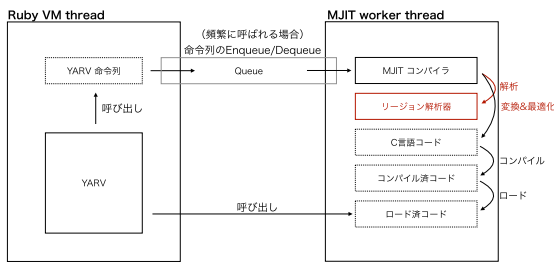 Ruby VM thread
MJIT worker thread
（頻繁に呼ばれる場合）
命令列のEnqueue/Dequeue
YARV 命令列
Queue
MJIT コンパイラ
解析
呼び出し
リージョン解析器
変換&最適化
C言語コード
コンパイル
YARV
コンパイル済コード
ロード
呼び出し
ロード済コード